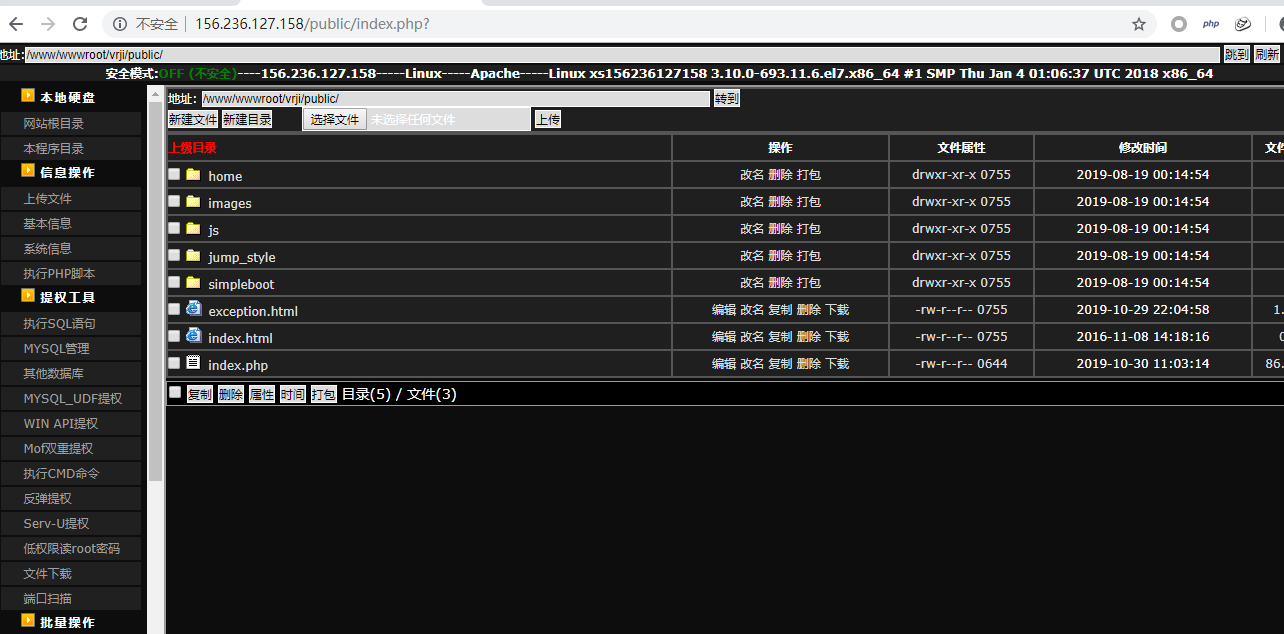 不安全 156.236.127.158/public/index.php? php
地址:/www/wwwroot/vrji/public/ 跳到 刷新
安全模式:OFF (不安全)----156.236.127.158-----Linux-----Apache-----Linux xs156236127158 3.10.0-693.11.6.el7.x86_64 #1 SMP Thu Jan 4 01:06:37 UTC 2018 x86_64
本地硬盘
网站根目录
本程序目录
信息操作
上传文件
基本信息
系统信息
执行PHP脚本
提权工具
执行SQL语句
MYSQL管理
其他数据库
MYSQL_UDF提权
WIN API提权
Mof双重提权
执行CMD命令
反弹提权
Serv-U提权
低权限读root密码
文件下载
端口扫描
批量操作
地址: /www/wwwroot/vrji/public/ 转到
新建文件 新建目录 选择文件 未选择任何文件 上传
上级目录 操作 文件属性 修改时间 文件
home 改名 删除 打包 drwxr-xr-x 0755 2019-08-19 00:14:54
images 改名 删除 打包 drwxr-xr-x 0755 2019-08-19 00:14:54
js 改名 删除 打包 drwxr-xr-x 0755 2019-08-19 00:14:54
jump_style 改名 删除 打包 drwxr-xr-x 0755 2019-08-19 00:14:54
simpleboot 改名 删除 打包 drwxr-xr-x 0755 2019-08-19 00:14:54
exception.html 编辑 改名 复制 删除 下载 -rw-r--r-- 0755 2019-10-29 22:04:58 1.
index.html 编辑 改名 复制 删除 下载 -rw-r--r-- 0755 2016-11-08 14:18:16
index.php 编辑 改名 复制 删除 下载 -rw-r--r-- 0644 2019-10-30 11:03:14 86.
复制 删除 属性 时间 打包 目录(5) / 文件(3)